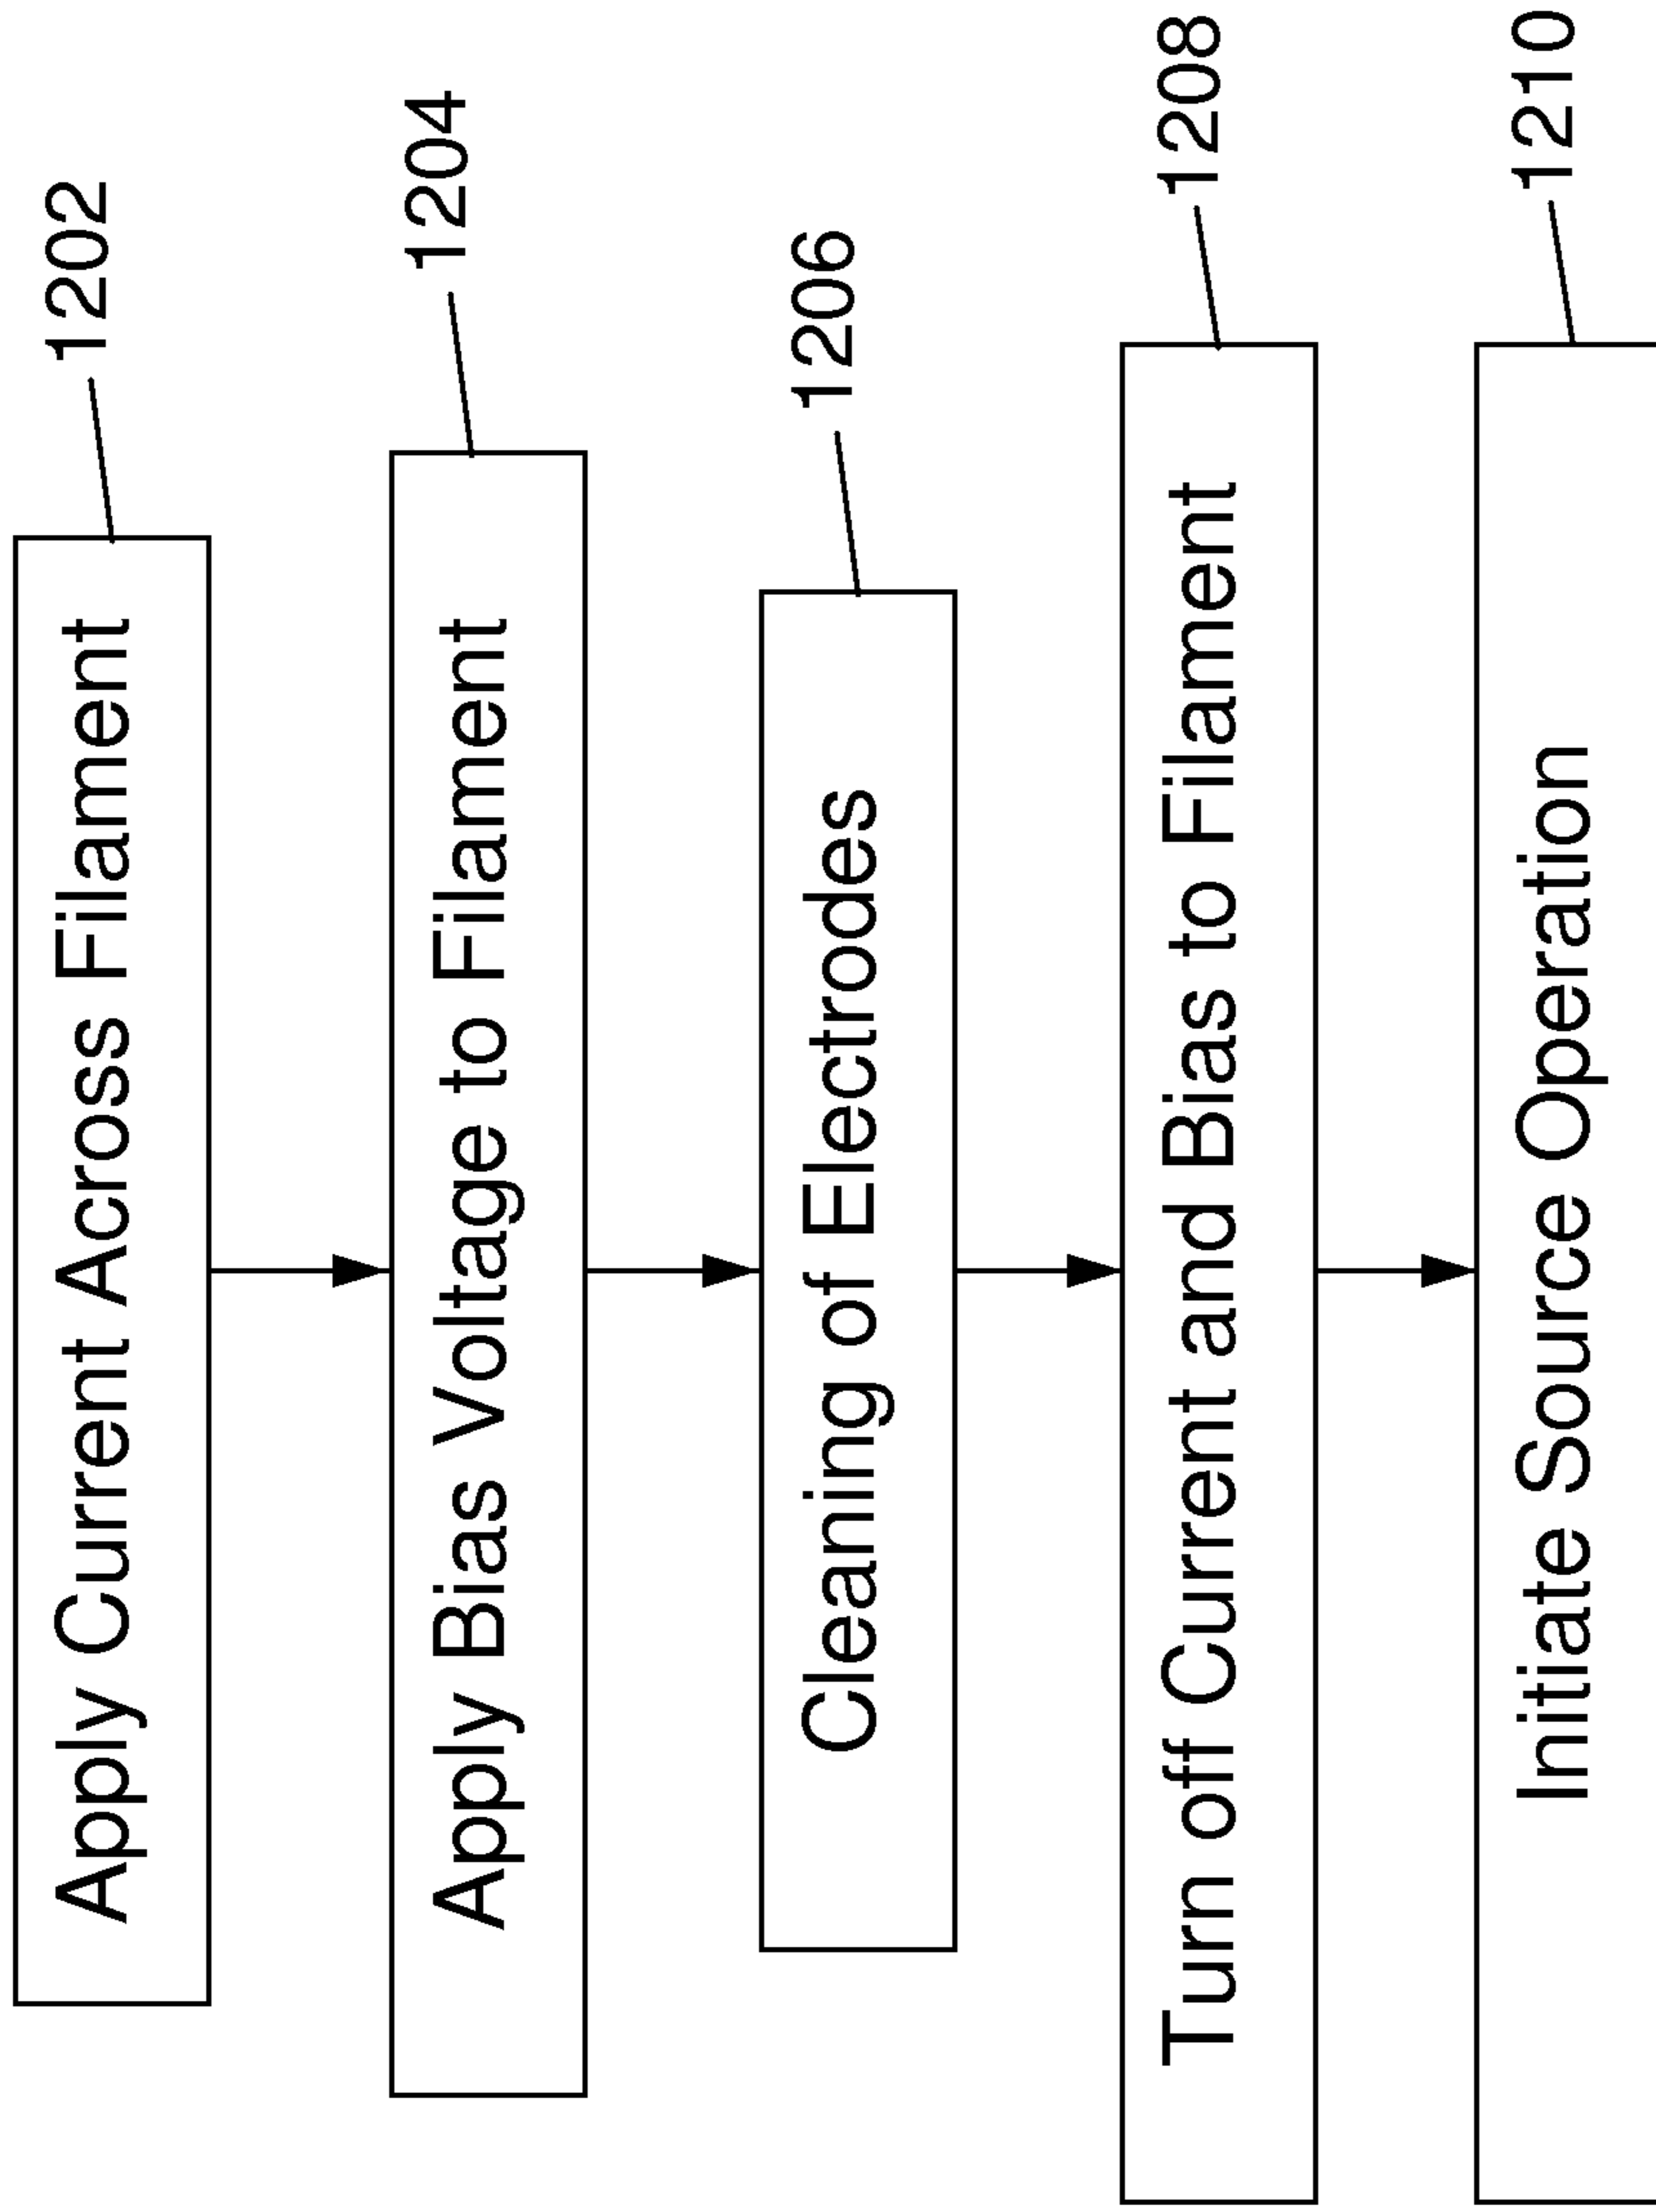 Apply Current Across Filament
1202
Apply Bias Voltage to Filament
1204
Cleaning of Electrodes
1206
Turn off Current and Bias to Filament
1208
Initiate Source Operation
1210